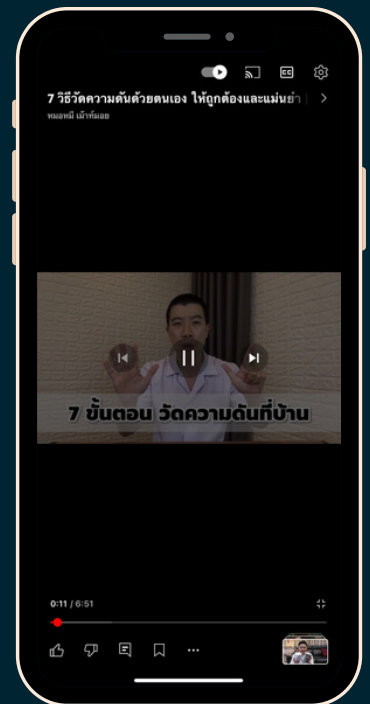 CC
7 วิธีวัดความดันด้วยตนเอง ให้ถูกต้องและแม่นยำ
หมอหมี เม้าท์มอย
7 ขั้นตอน วัดความดันที่บ้าน
0:11 / 6:51